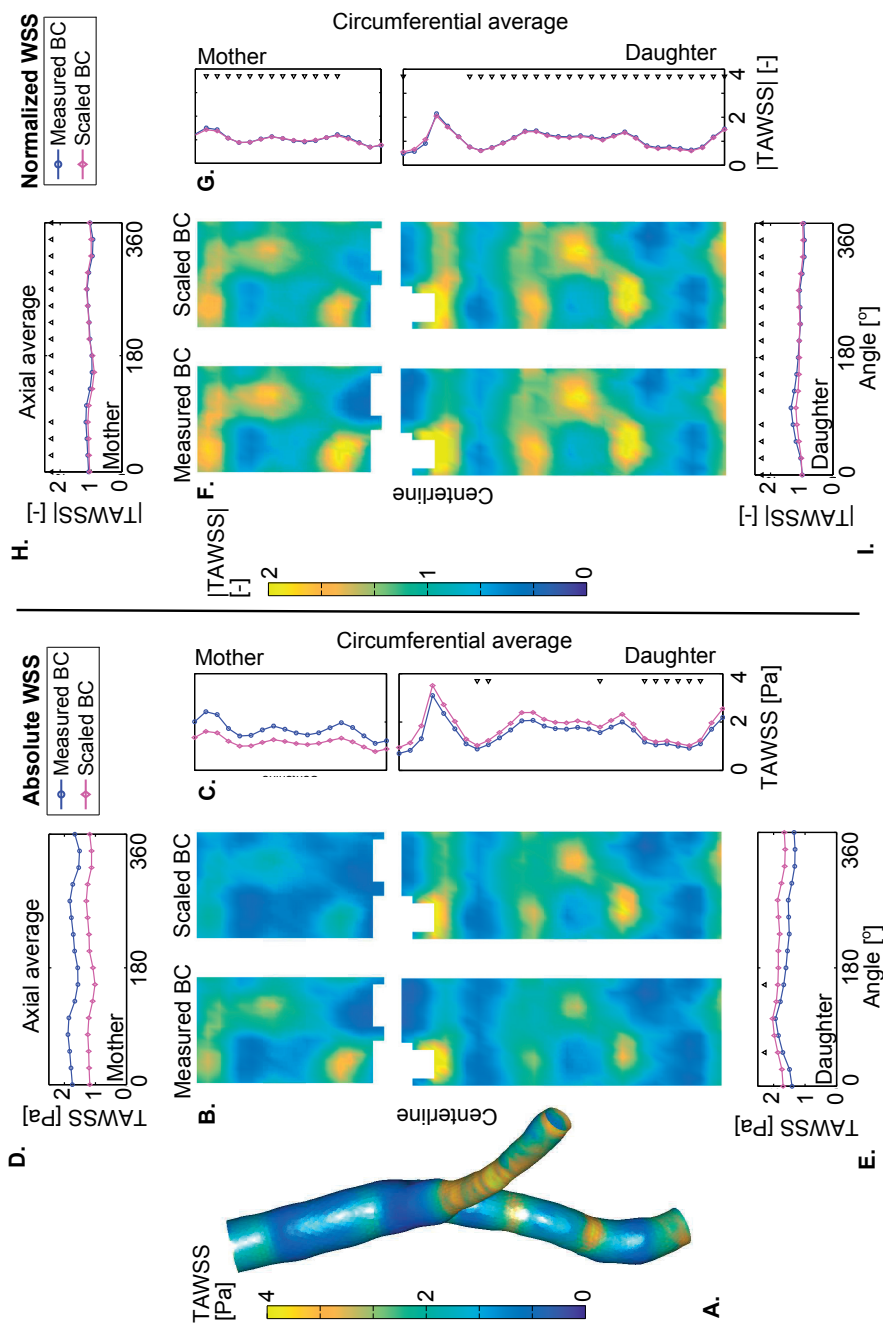 Absolute WSS
Measured BC
Scaled BC
D.
Axial average
TAWSS [Pa]
2
1
0
Mother
0
180
360
A.
TAWSS
[Pa]
4
2
0
B.
Measured BC
Scaled BC
Centerline
C.
Mother
Daughter
Circumferential average
TAWSS [Pa]
0
2
4
E.
TAWSS [Pa]
2
1
0
Daughter
0
180
360
Angle [°]
Normalized WSS
Measured BC
Scaled BC
H.
Axial average
|TAWSS| [-]
2
1
0
Mother
0
180
360
|TAWSS|
[-]
2
1
0
F.
Measured BC
Scaled BC
Centerline
G.
Mother
Daughter
Circumferential average
|TAWSS| [-]
0
2
4
I.
|TAWSS| [-]
2
1
0
Daughter
0
180
360
Angle [°]